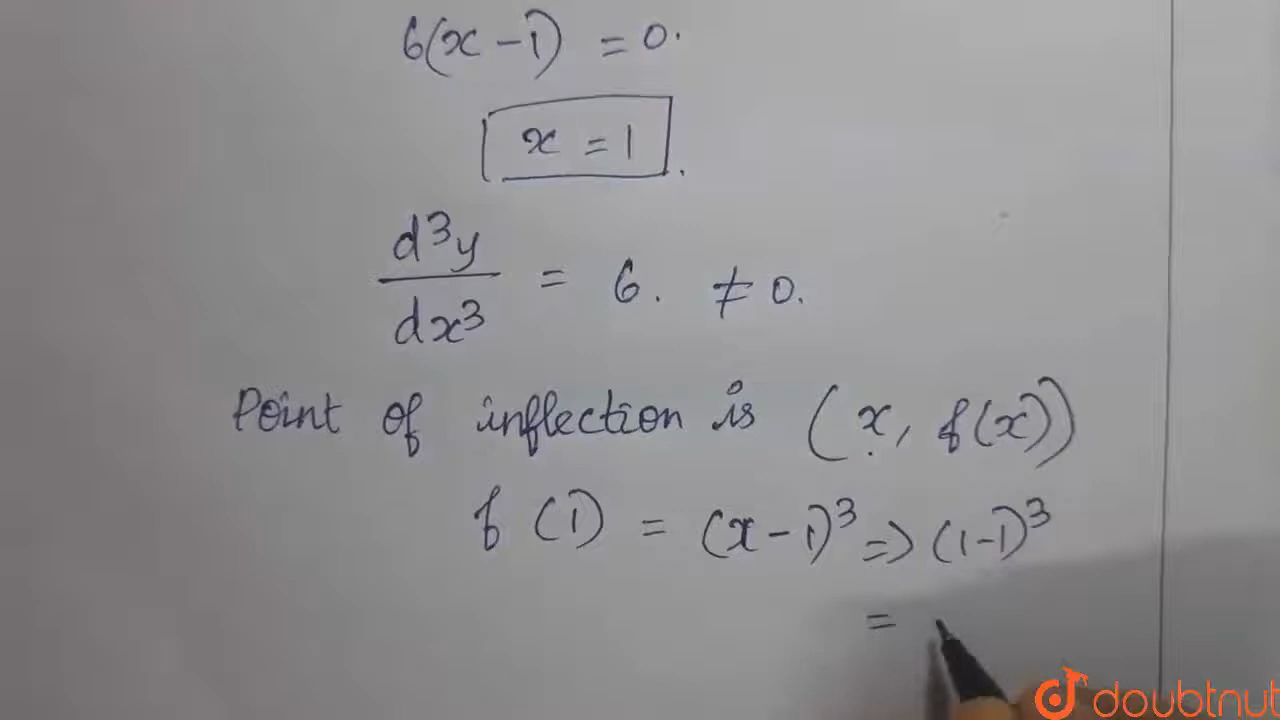 6(x-1) = 0.
x = 1.
d³y/dx³ = 6. ≠ 0.
Point of inflection is (x, f(x))
f(1) = (x-1)³ => (1-1)³
=
doubtnut